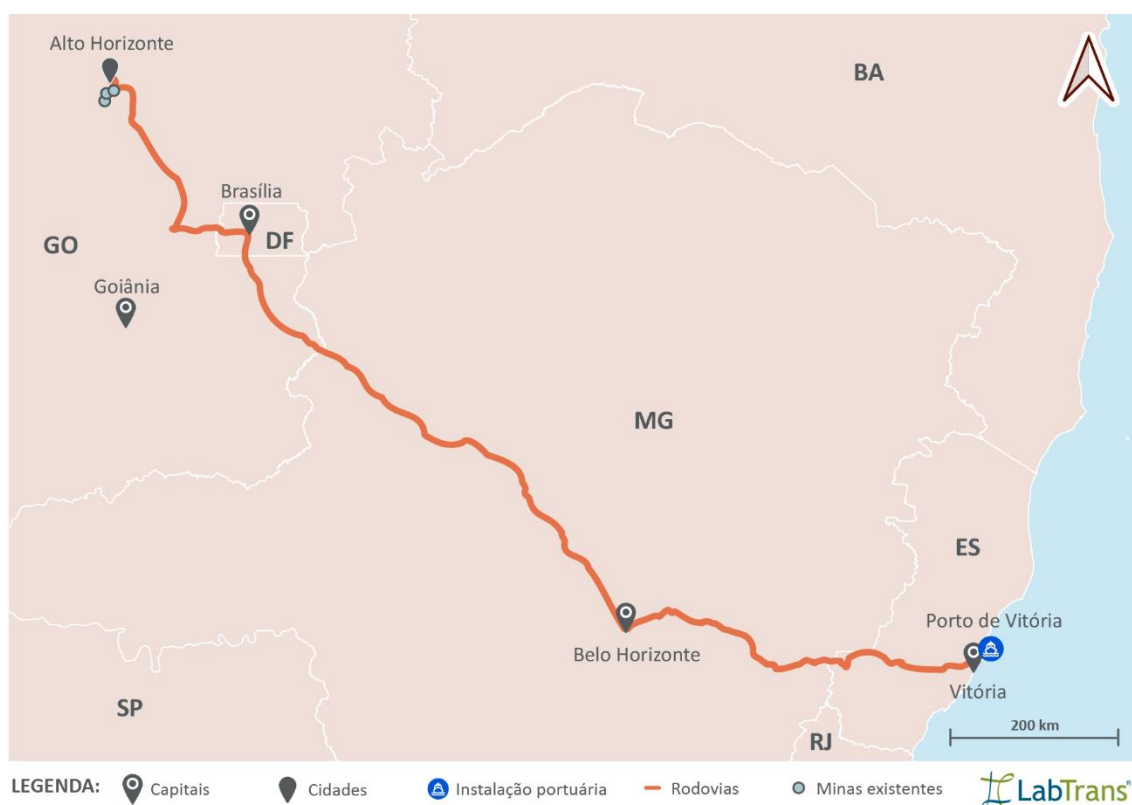 Alto Horizonte
BA
Brasília
DF
GO
Goiânia
MG
ES
Porto de Vitória
Belo Horizonte
Vitória
SP
200 km
RJ
LEGENDA:
Capitais
Cidades
Instalação portuária
Rodovias
Minas existentes
LabTrans®